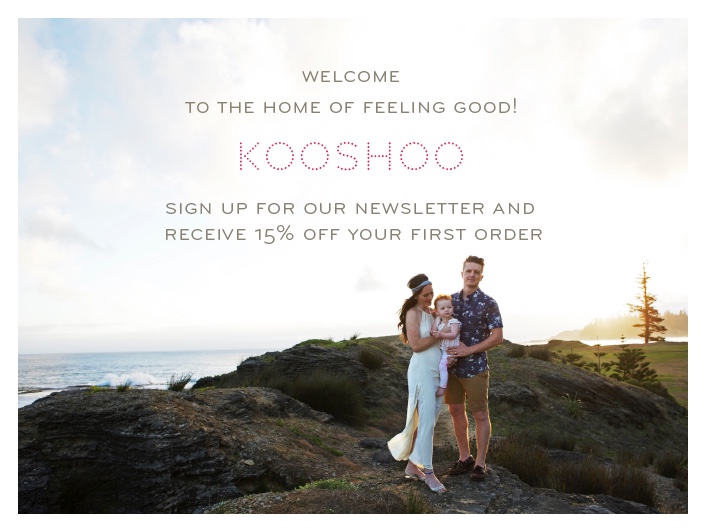 WELCOME
TO THE HOME OF FEELING GOOD!
KOOSHOO
SIGN UP FOR OUR NEWSLETTER AND
RECEIVE 15% OFF YOUR FIRST ORDER